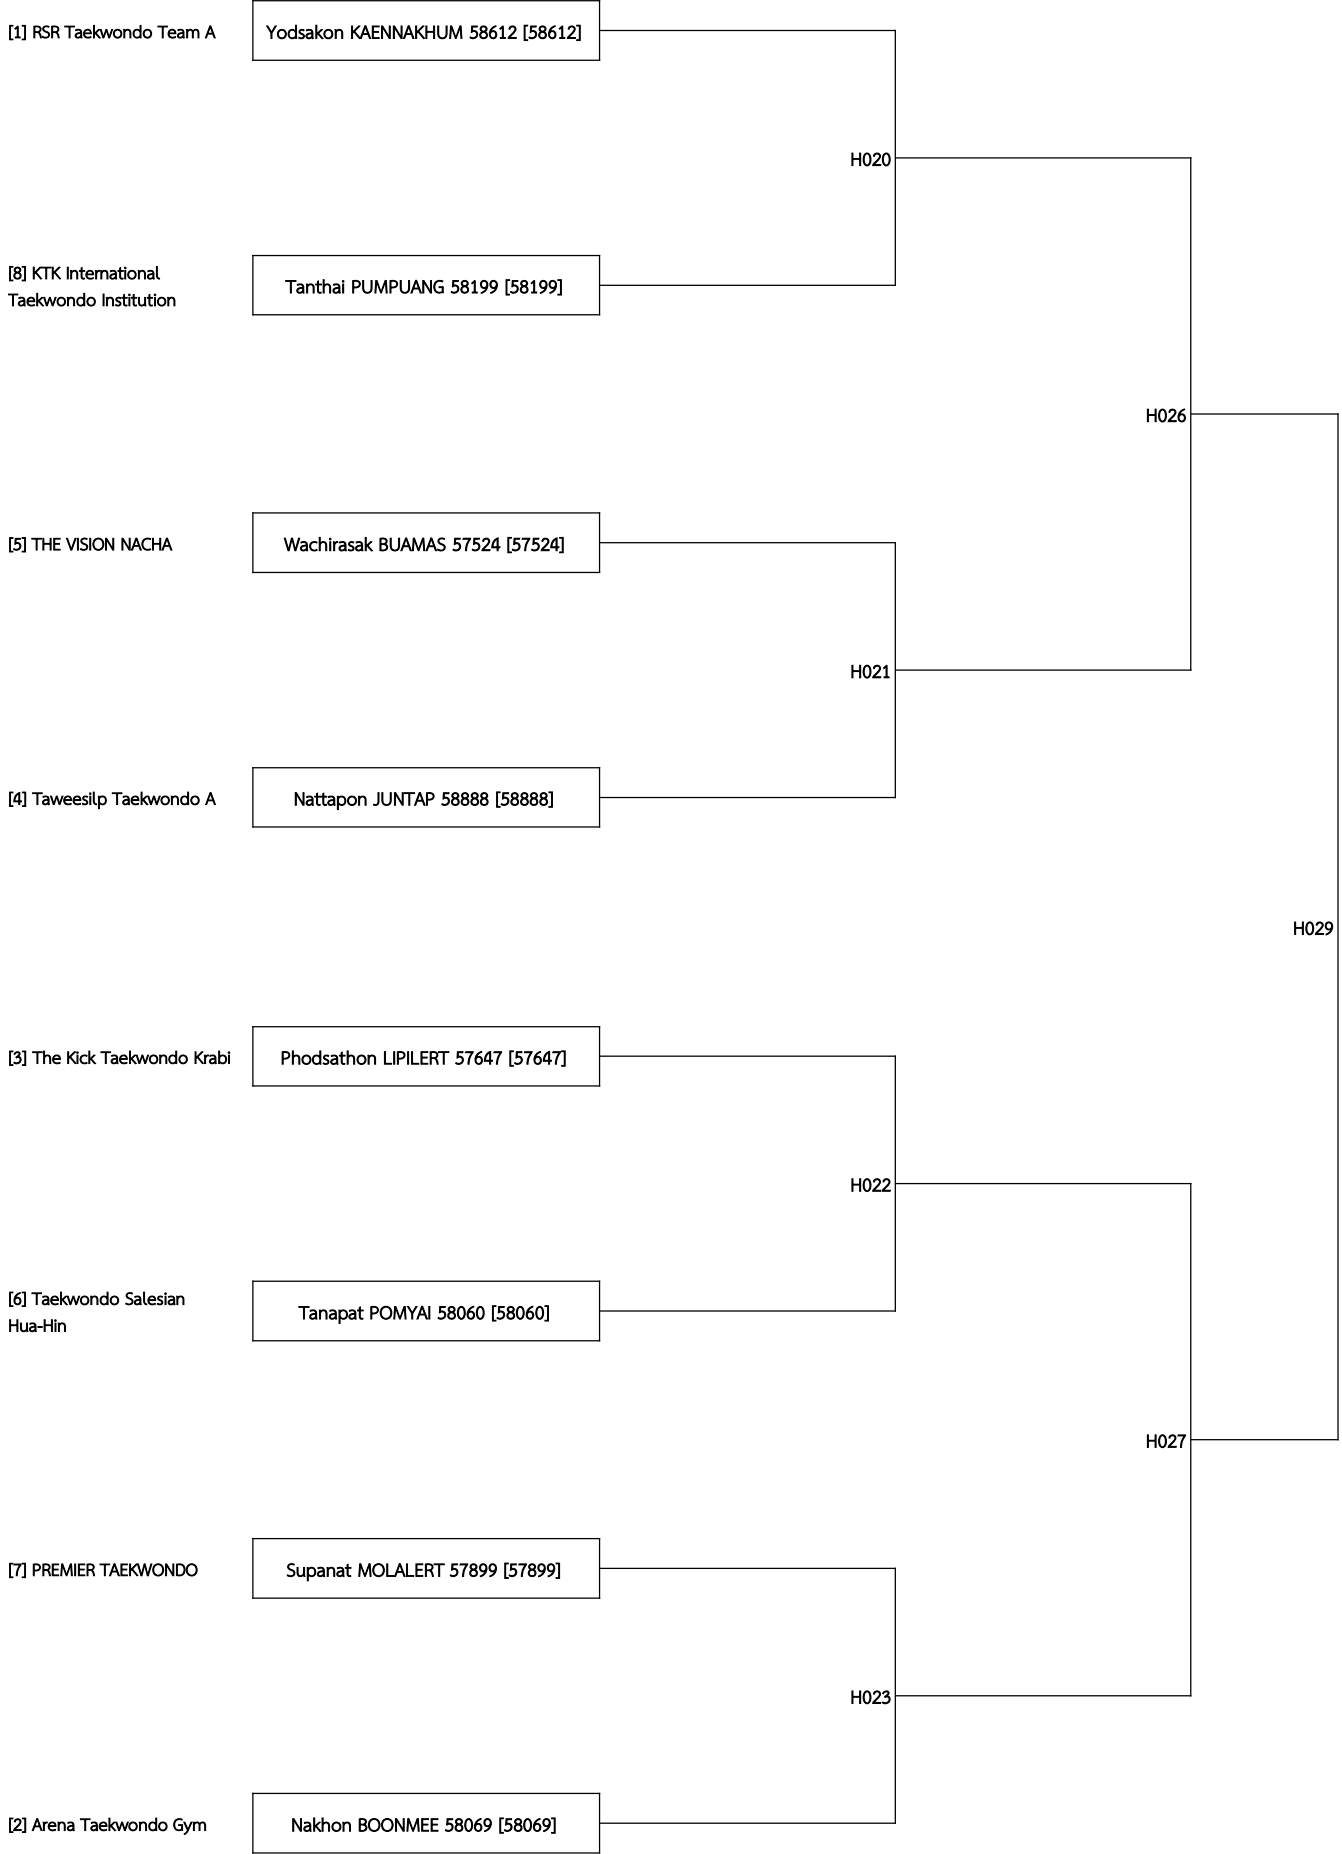 [1] RSR Taekwondo Team A
Yodsakon KAENNAKHUM 58612 [58612]
H020
[8] KTK International
Taekwondo Institution
Tanthai PUMPUANG 58199 [58199]
H026
[5] THE VISION NACHA
Wachirasak BUAMAS 57524 [57524]
H021
[4] Taweesilp Taekwondo A
Nattapon JUNTAP 58888 [58888]
H029
[3] The Kick Taekwondo Krabi
Phodsathon LIPILERT 57647 [57647]
H022
[6] Taekwondo Salesian
Hua-Hin
Tanapat POMYAI 58060 [58060]
H027
[7] PREMIER TAEKWONDO
Supanat MOLALERT 57899 [57899]
H023
[2] Arena Taekwondo Gym
Nakhon BOONMEE 58069 [58069]